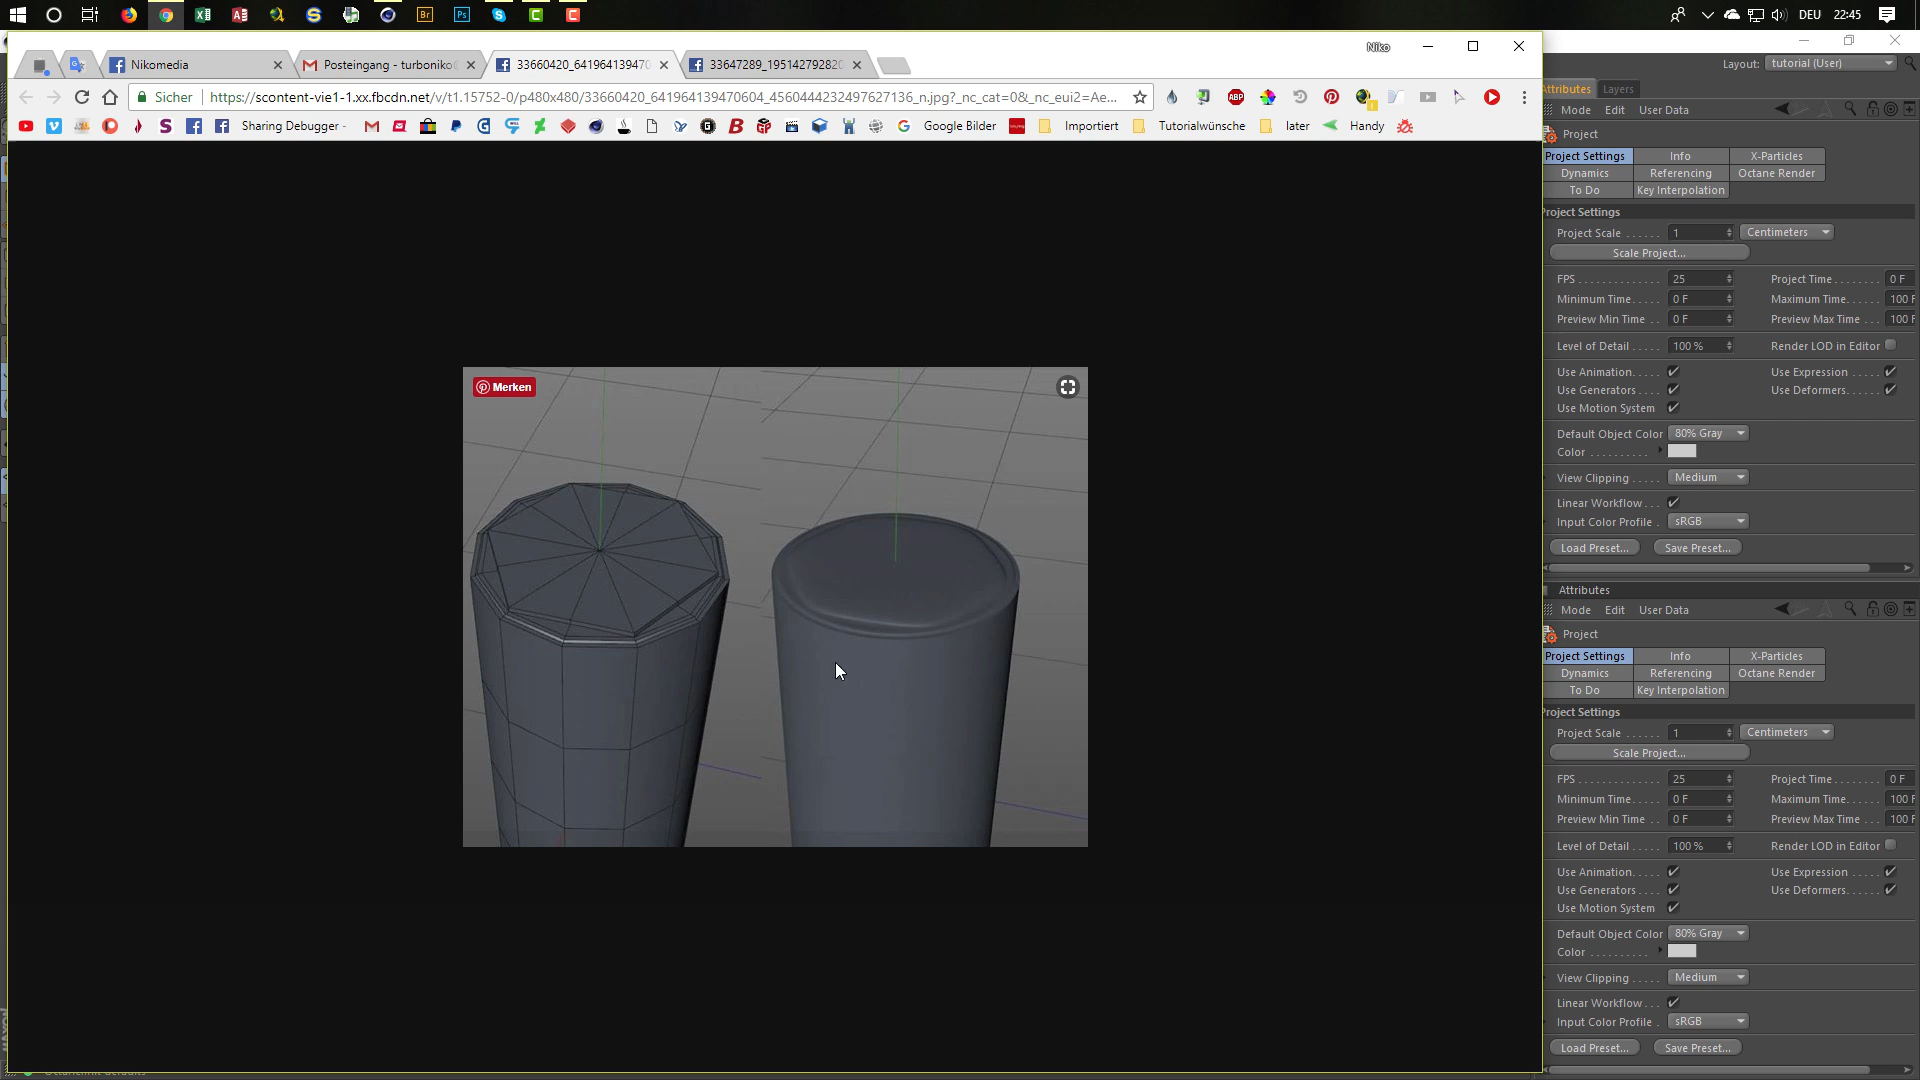 DEU 22:45
Niko
Nikomedia
Posteingang - turboniko
33660420_641964139470
33647289_195142792820
Layout: tutorial (User)
Sicher https://scontent-vie1-1.xx.fbcdn.net/v/t1.15752-0/p480x480/33660420_641964139470604_4560444232497627136_n.jpg?_nc_cat=0&_nc_eui2=Ae...
Sharing Debugger -
Google Bilder
Importiert
Tutorialwünsche
later
Handy
Merken
Attributes Layers
Mode Edit User Data
Project
Project Settings Info X-Particles
Dynamics Referencing Octane Render
To Do Key Interpolation
Project Settings
Project Scale 1 Centimeters
Scale Project...
FPS 25 Project Time 0 F
Minimum Time 0 F Maximum Time 100 F
Preview Min Time 0 F Preview Max Time 100 F
Level of Detail 100 % Render LOD in Editor
Use Animation Use Expression
Use Generators Use Deformers
Use Motion System
Default Object Color 80% Gray
Color
View Clipping Medium
Linear Workflow
Input Color Profile sRGB
Load Preset... Save Preset...
Attributes
Mode Edit User Data
Project
Project Settings Info X-Particles
Dynamics Referencing Octane Render
To Do Key Interpolation
Project Settings
Project Scale 1 Centimeters
Scale Project...
FPS 25 Project Time 0 F
Minimum Time 0 F Maximum Time 100 F
Preview Min Time 0 F Preview Max Time 100 F
Level of Detail 100 % Render LOD in Editor
Use Animation Use Expression
Use Generators Use Deformers
Use Motion System
Default Object Color 80% Gray
Color
View Clipping Medium
Linear Workflow
Input Color Profile sRGB
Load Preset... Save Preset...